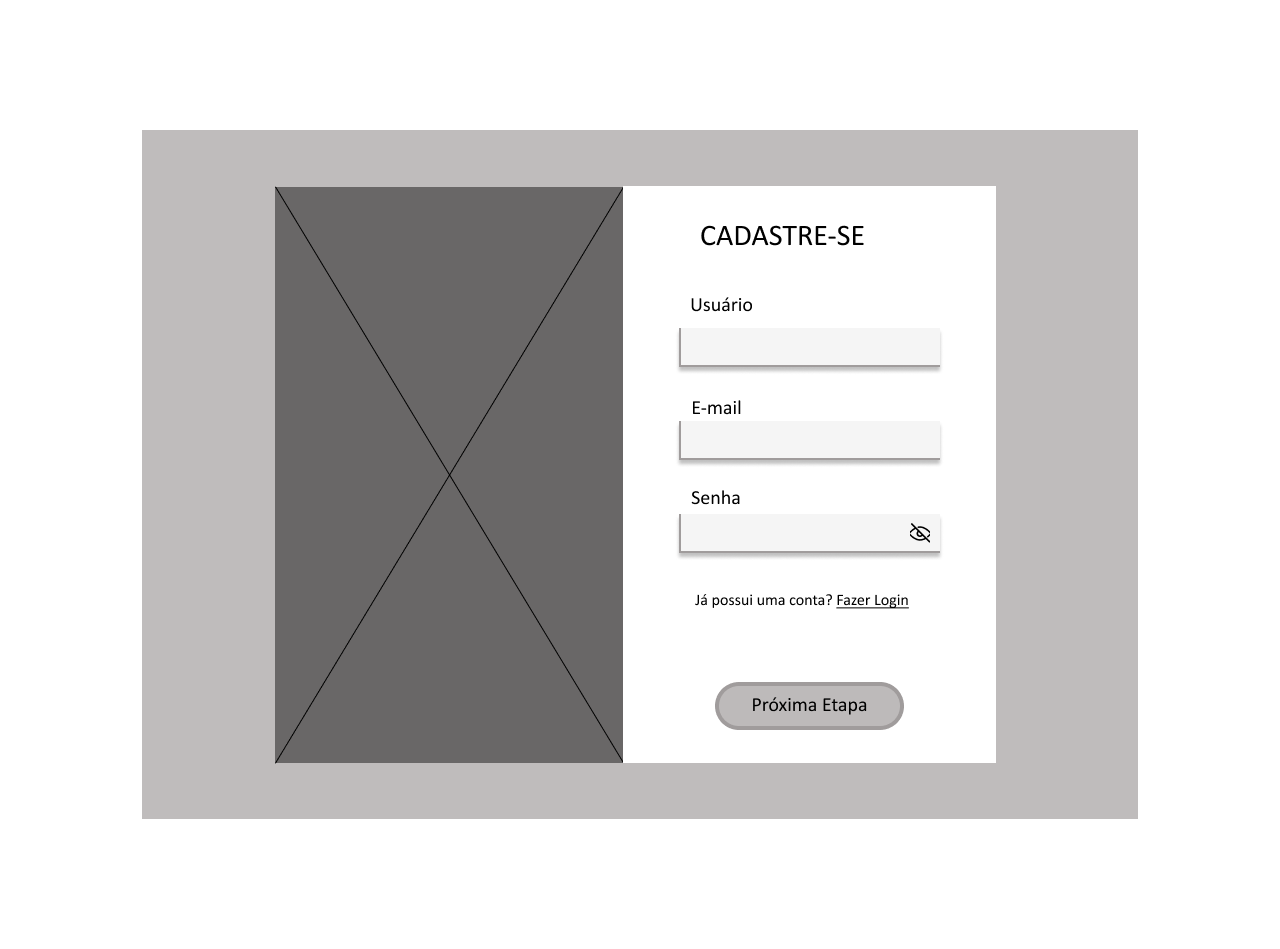 CADASTRE-SE
Usuário
E-mail
Senha
Já possui uma conta? Fazer Login
Próxima Etapa